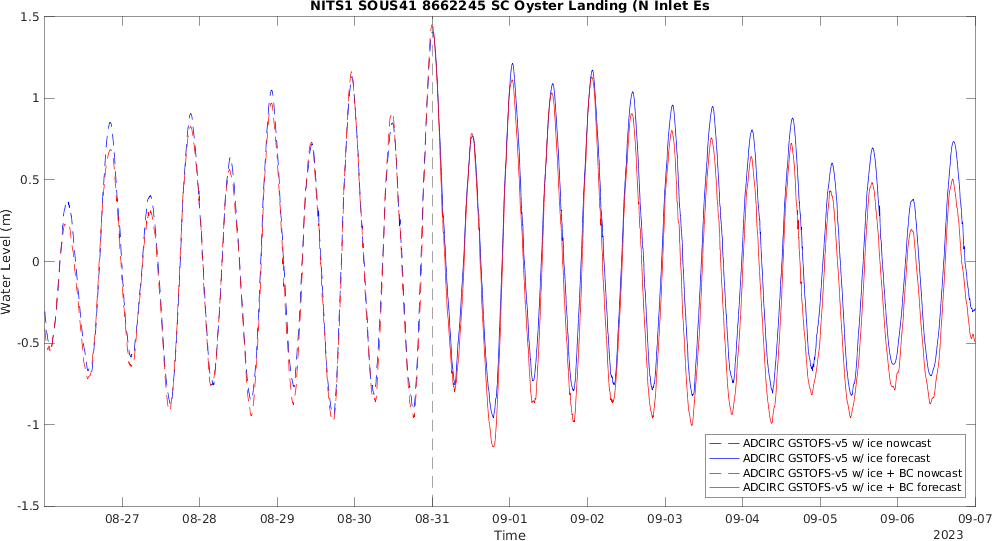 NITS1 SOUS41 8662245 SC Oyster Landing (N Inlet Es
1.5
1
0.5
0
-0.5
-1
-1.5
Water Level (m)
08-27 08-28 08-29 08-30 08-31 09-01 09-02 09-03 09-04 09-05 09-06 09-07
Time
2023
ADCIRC GSTOFS-v5 w/ ice nowcast
ADCIRC GSTOFS-v5 w/ ice forecast
ADCIRC GSTOFS-v5 w/ ice + BC nowcast
ADCIRC GSTOFS-v5 w/ ice + BC forecast